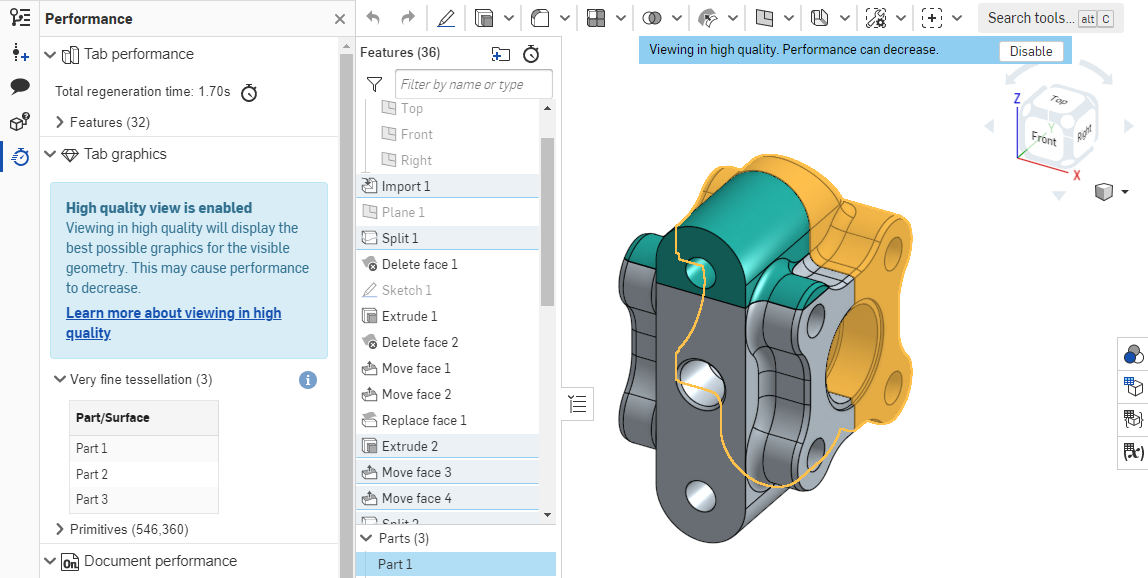 Performance
Tab performance
Total regeneration time: 1.70s
Features (32)
Tab graphics
High quality view is enabled
Viewing in high quality will display the
best possible graphics for the visible
geometry. This may cause performance
to decrease.
Learn more about viewing in high
quality
Very fine tessellation (3)
Part/Surface
Part 1
Part 2
Part 3
Primitives (546,360)
On
Document performance
Features (36)
Filter by name or type
Top
Front
Right
Import 1
Plane 1
Split 1
Delete face 1
Sketch 1
Extrude 1
Delete face 2
Move face 1
Move face 2
Replace face 1
Extrude 2
Move face 3
Move face 4
Split 2
Parts (3)
Part 1
Search tools... alt C
Viewing in high quality. Performance can decrease.
Disable
Z
Top
Y
Front
Right
X
(x)